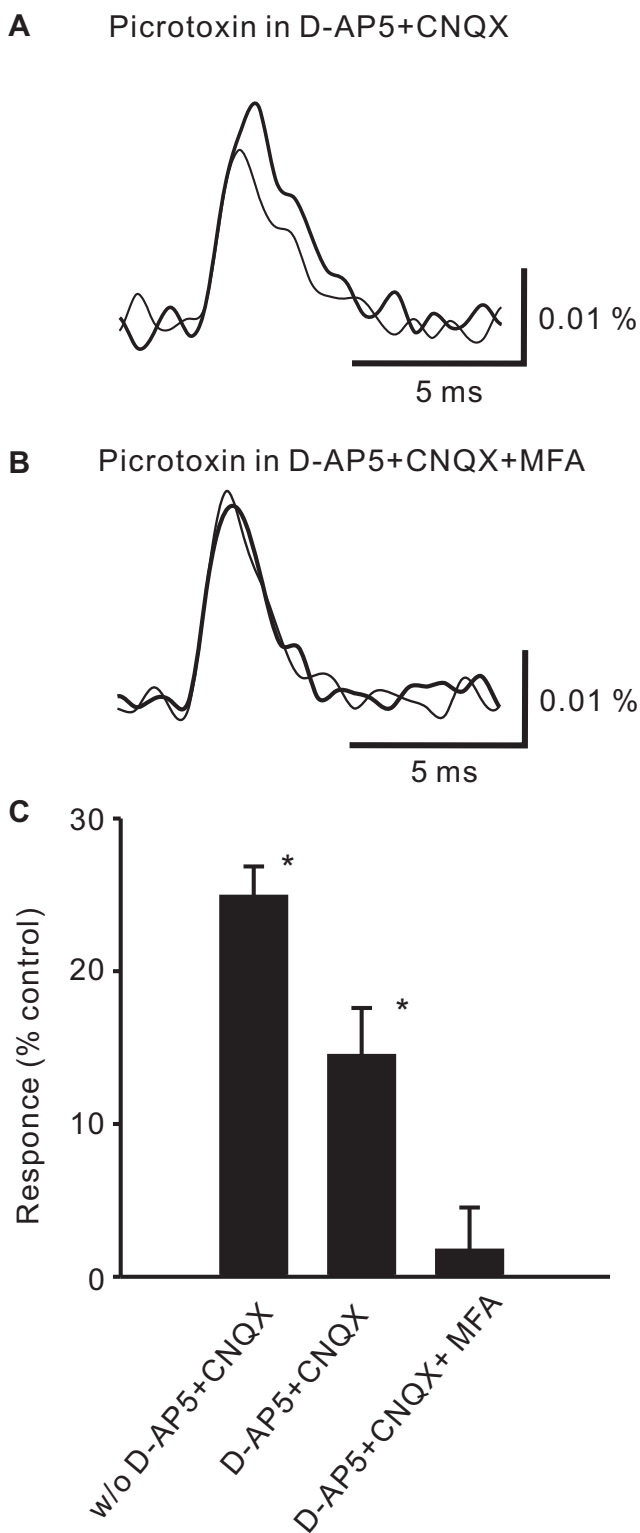 A Picrotoxin in D-AP5+CNQX
0.01 %
5 ms
B Picrotoxin in D-AP5+CNQX+MFA
0.01 %
5 ms
C
Responce (% control)
30
20
10
0
*
*
w/o D-AP5+CNQX
D-AP5+CNQX
D-AP5+CNQX+ MFA